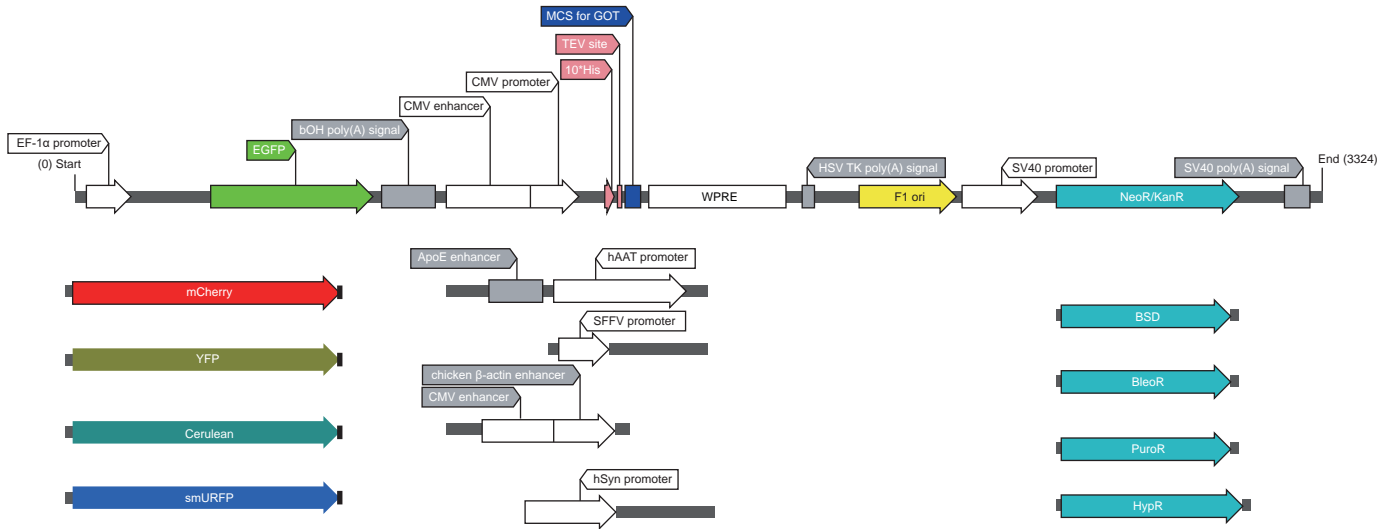 MCS for GOT
TEV site
10*His
CMV promoter
CMV enhancer
bOH poly(A) signal
EGFP
EF-1α promoter
(0) Start
HSV TK poly(A) signal
SV40 promoter
SV40 poly(A) signal
End (3324)
WPRE
F1 ori
NeoR/KanR
ApoE enhancer
hAAT promoter
mCherry
SFFV promoter
BSD
YFP
chicken β-actin enhancer
CMV enhancer
BleoR
Cerulean
PuroR
hSyn promoter
smURFP
HypR